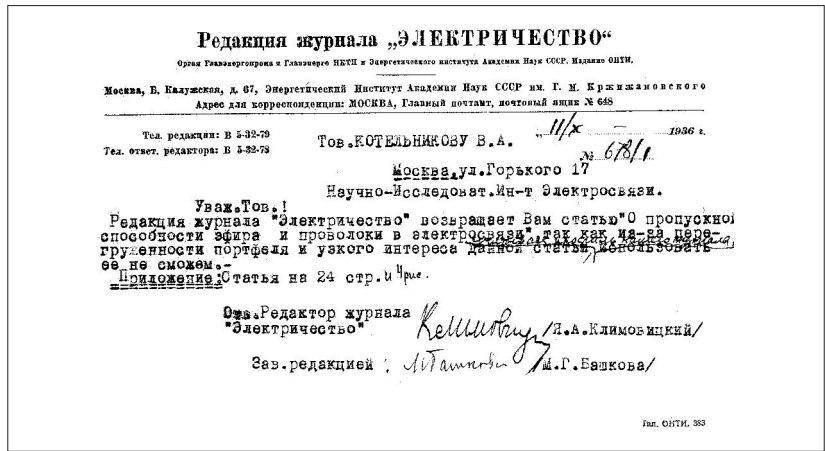 Редакция журнала „ЭЛЕКТРИЧЕСТВО“
Орган Главэнергопрома и Главэнерго НКТП и Энергетического института Академии Наук СССР. Издание ОНТИ.
Москва, Б. Калужская, д. 67, Энергетический Институт Академии Наук СССР им. Г. М. Кржижановского
Адрес для корреспонденции: МОСКВА, Главный почтамт, почтовый ящик № 648
Тел. редакции: В 5-32-79
Тел. ответ. редактора: В 5-32-78
„ 11/X – 1936 г.
№ 678/1
Тов.КОТЕЛЬНИКОВУ В.А.
Москва,ул.Горького 17
Научно-Исследоват.Ин-т Электросвязи.
Уваж.Тов.!
Редакция журнала "Электричество" возвращает Вам статью"О пропускной
способности эфира и проволоки в электросвязи",так как из-за пере-
груженности портфеля и узкого интереса данной статьи использовать
ее не сможем.-
Приложение:Статья на 24 стр. и 4 рис.
Отв.Редактор журнала
"Электричество" /Я.А.Климовицкий/
Зав.редакцией /М.Г.Башкова/
Тип. ОНТИ. 383